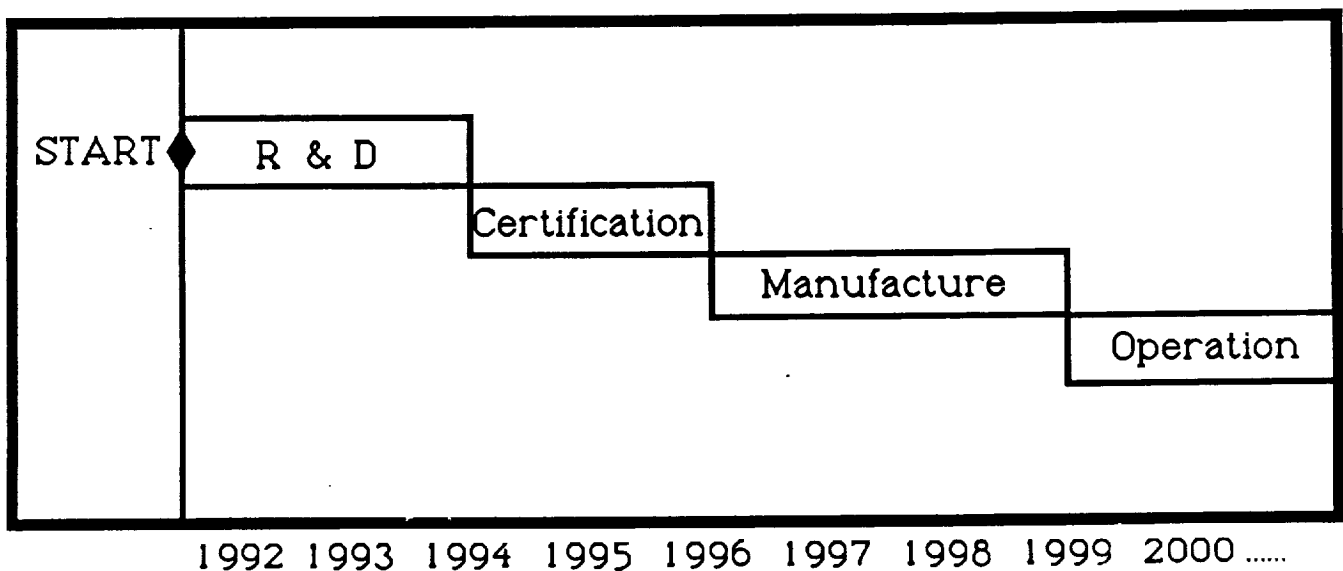 START
R & D
Certification
Manufacture
Operation
1992 1993 1994 1995 1996 1997 1998 1999 2000 ......